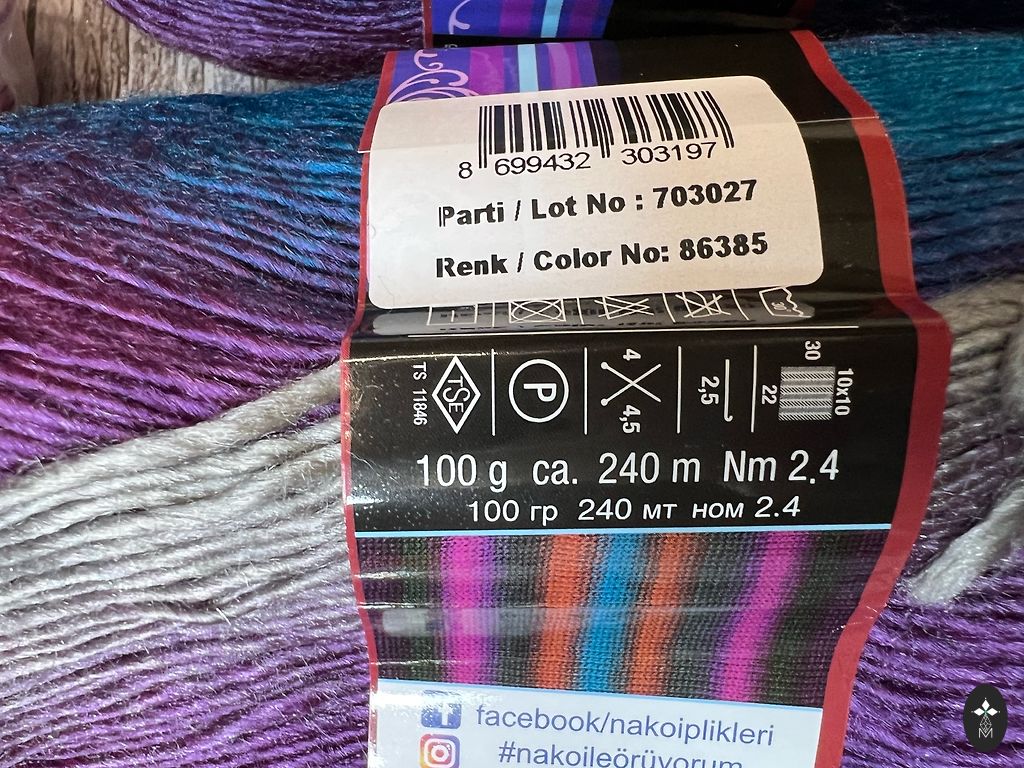 8 699432 303197
Parti / Lot No : 703027
Renk / Color No: 86385
30°
TS 11846
TSE
P
4 4,5
2,5
22 30
10x10
100 g ca. 240 m Nm 2.4
100 гр 240 мт ном 2.4
facebook/nakoiplikleri
#nakoileörüyorum
M